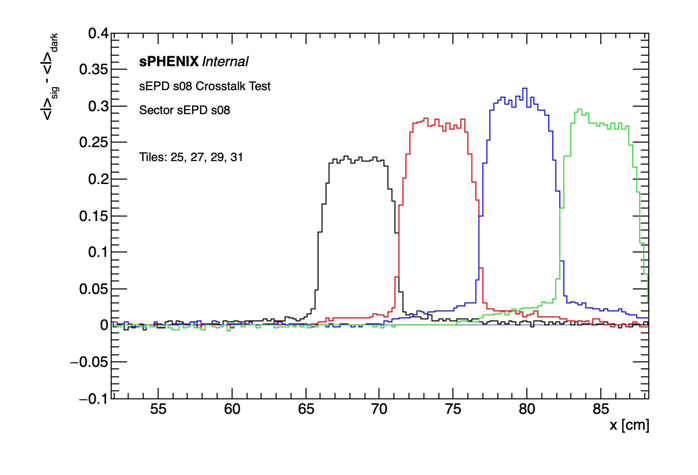 <I>sig - <I>dark
0.4
0.35
0.3
0.25
0.2
0.15
0.1
0.05
0
−0.05
−0.1
sPHENIX Internal
sEPD s08 Crosstalk Test
Sector sEPD s08
Tiles: 25, 27, 29, 31
55 60 65 70 75 80 85
x [cm]